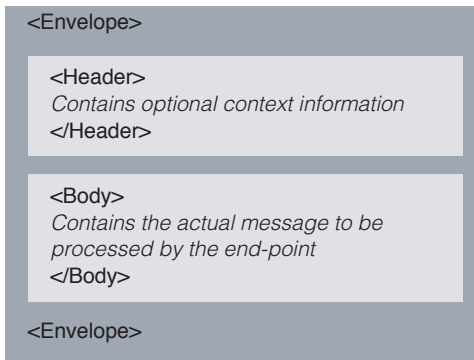 <Envelope>
<Header>
Contains optional context information
</Header>
<Body>
Contains the actual message to be
processed by the end-point
</Body>
<Envelope>